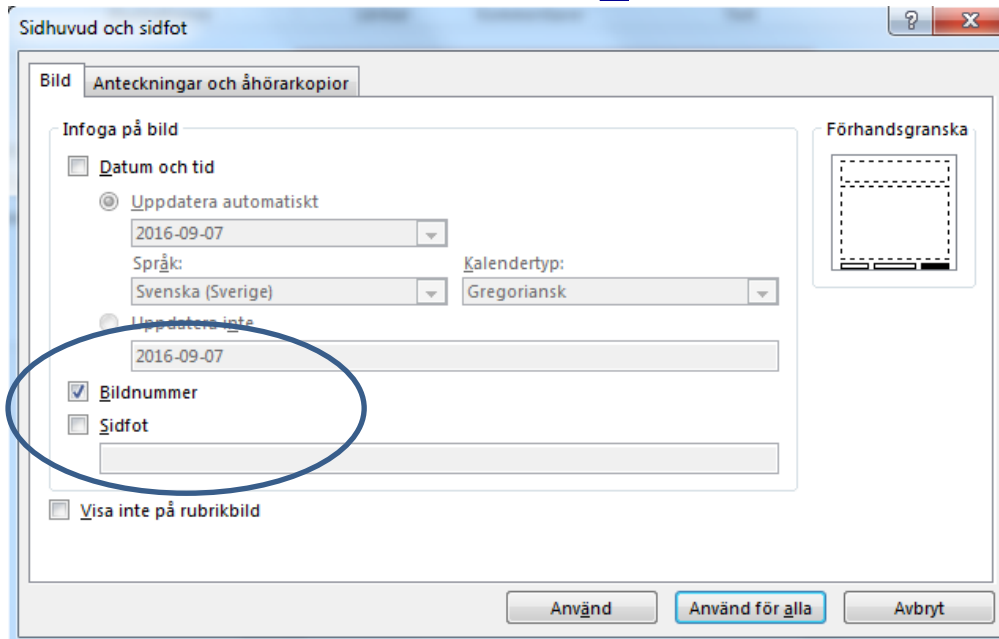 Sidhuvud och sidfot
Bild
Anteckningar och åhörarkopior
Infoga på bild
Förhandsgranska
Datum och tid
Uppdatera automatiskt
2016-09-07
Språk:
Kalendertyp:
Svenska (Sverige)
Gregoriansk
Uppdatera inte
2016-09-07
Bildnummer
Sidfot
Visa inte på rubrikbild
Använd
Använd för alla
Avbryt